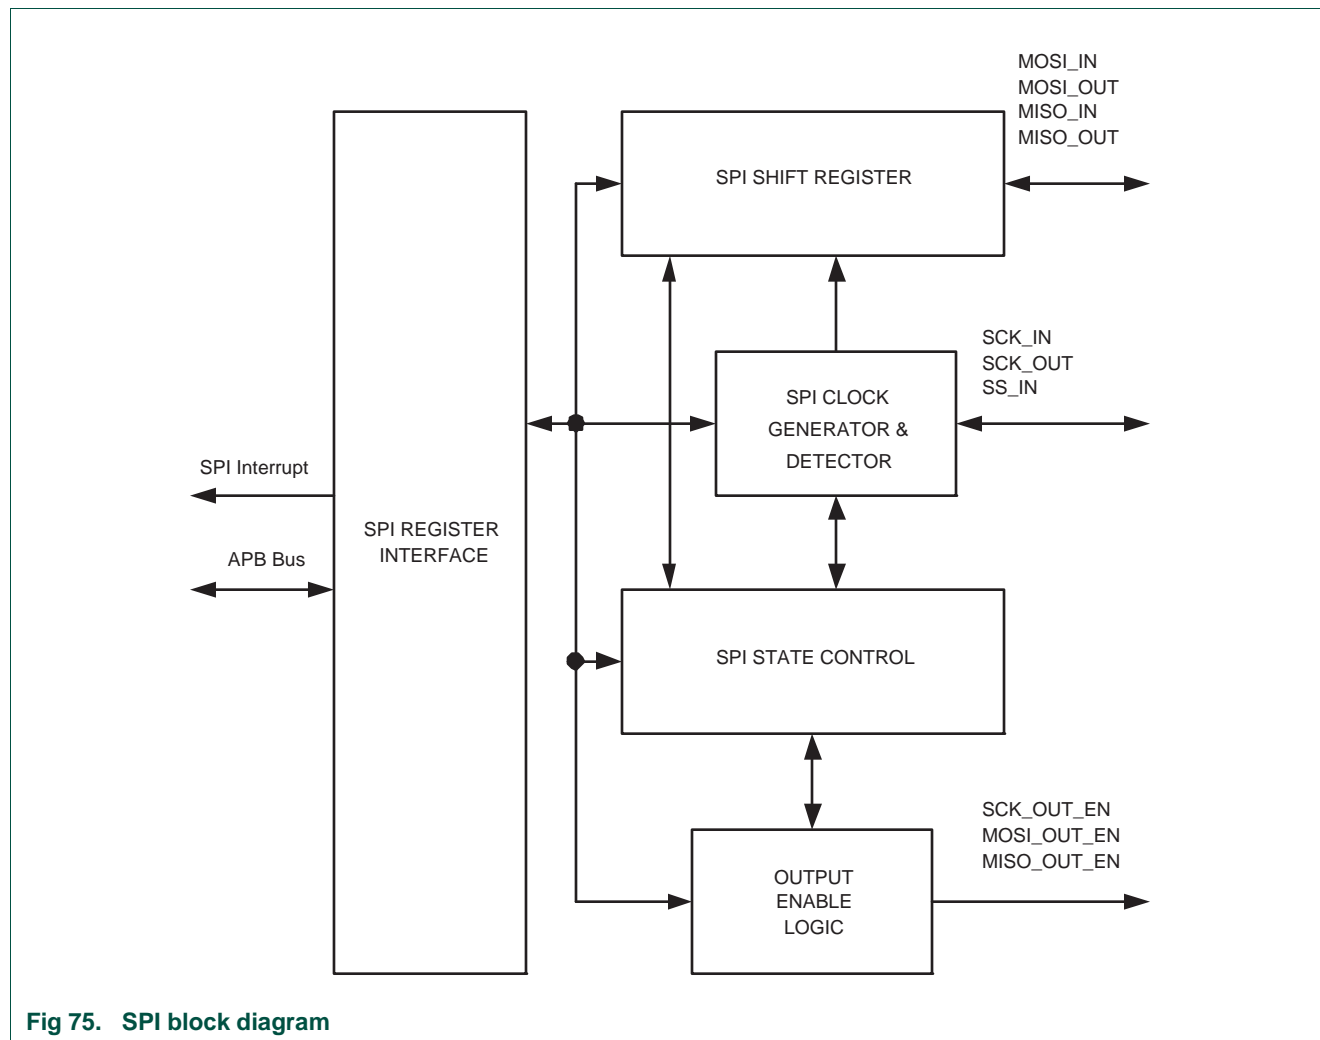 MOSI_IN
MOSI_OUT
MISO_IN
MISO_OUT
SPI SHIFT REGISTER
SCK_IN
SCK_OUT
SS_IN
SPI CLOCK
GENERATOR &
DETECTOR
SPI Interrupt
APB Bus
SPI REGISTER
INTERFACE
SPI STATE CONTROL
SCK_OUT_EN
MOSI_OUT_EN
MISO_OUT_EN
OUTPUT
ENABLE
LOGIC
Fig 75. SPI block diagram